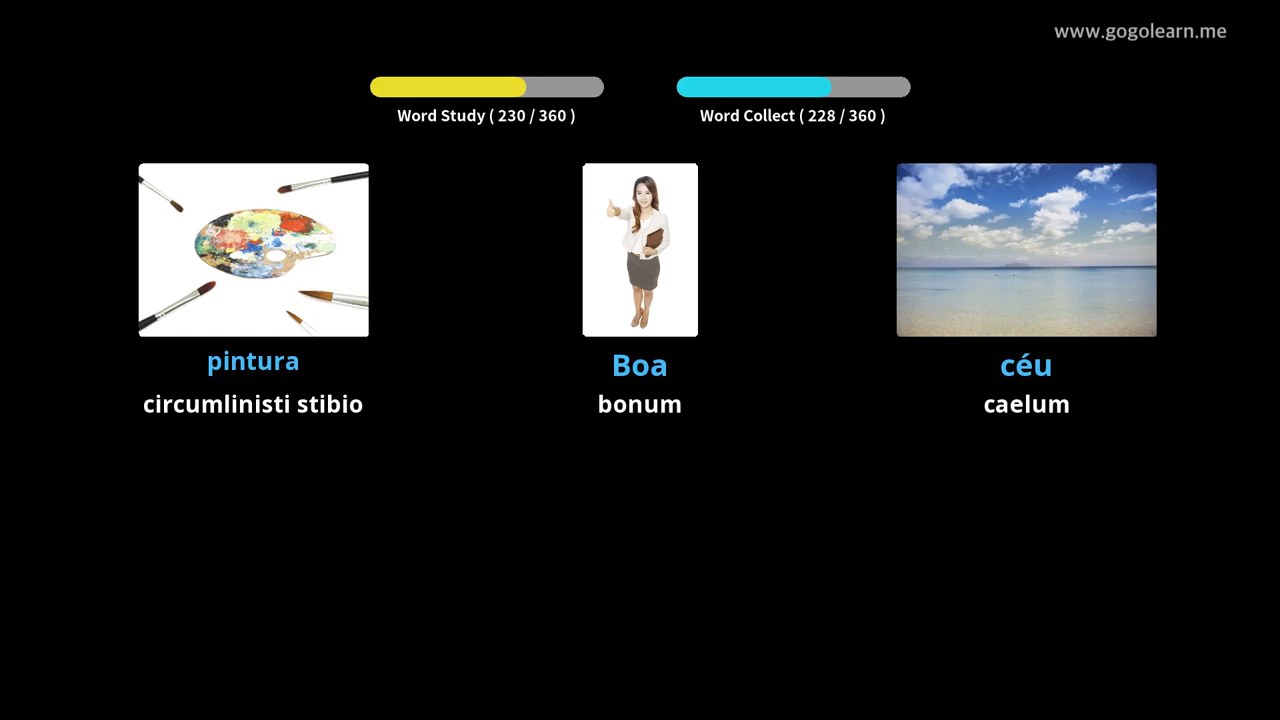 www.gogolearn.me
Word Study ( 230 / 360 )
Word Collect ( 228 / 360 )
pintura
Boa
céu
circumlinisti stibio
bonum
caelum